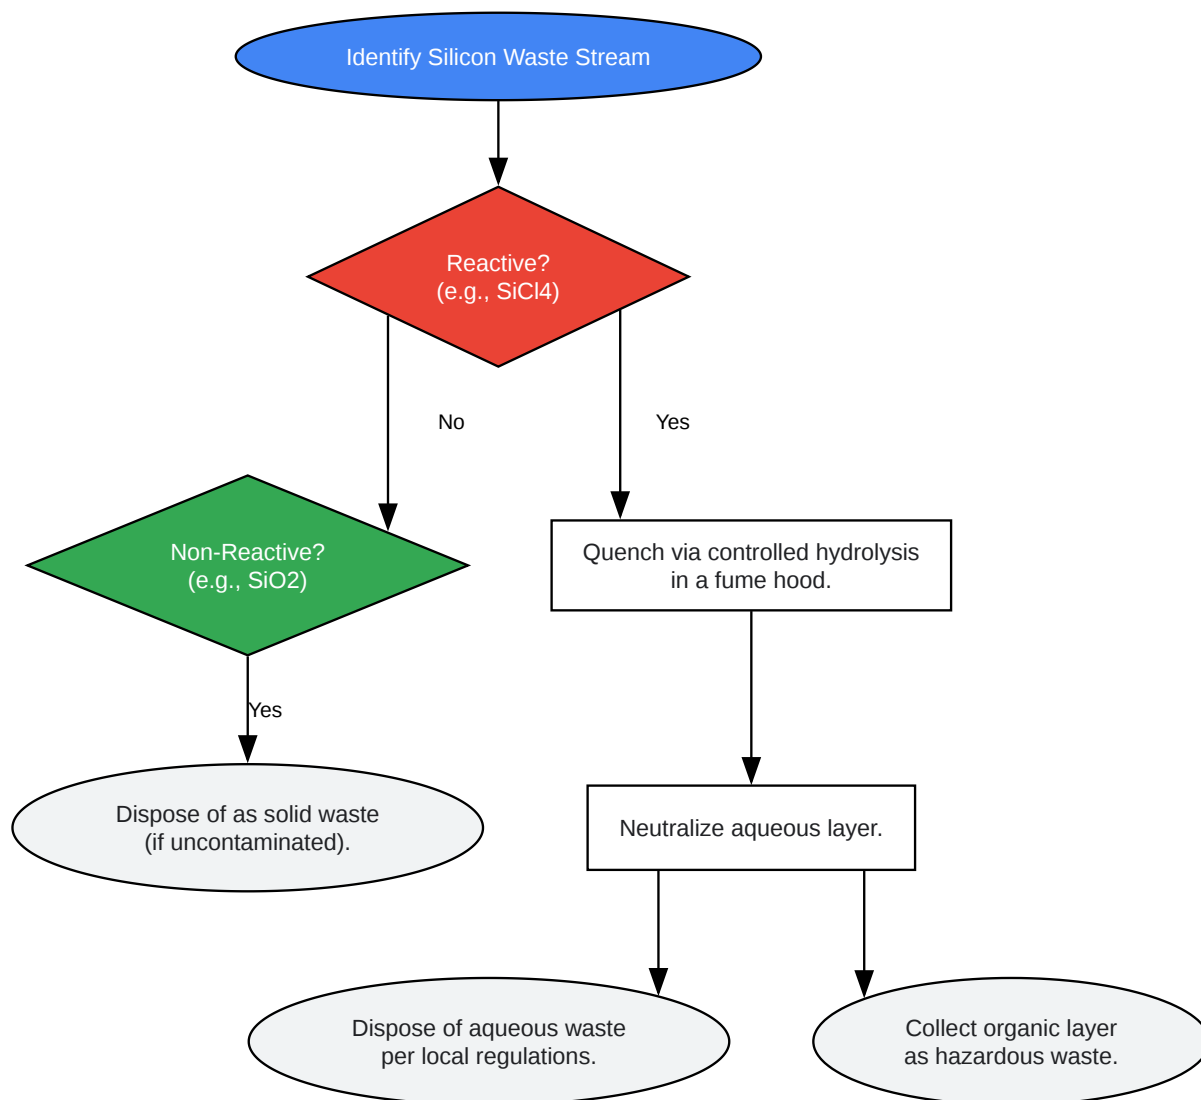 Identify Silicon Waste Stream
Reactive?
(e.g., SiCl4)
No
Yes
Non-Reactive?
(e.g., SiO2)
Quench via controlled hydrolysis
in a fume hood.
Yes
Dispose of as solid waste
(if uncontaminated).
Neutralize aqueous layer.
Dispose of aqueous waste
per local regulations.
Collect organic layer
as hazardous waste.